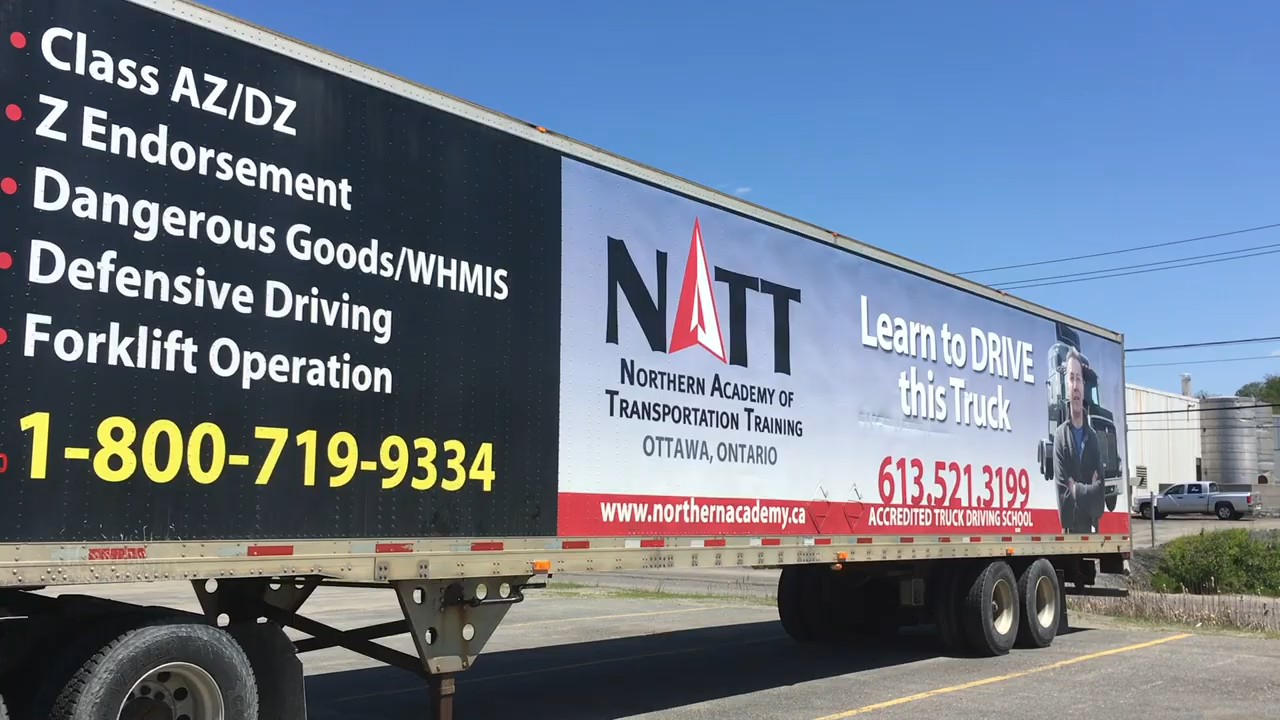 Class AZ/DZ
Z Endorsement
Dangerous Goods/WHMIS
Defensive Driving
Forklift Operation
1-800-719-9334
NATT
NORTHERN ACADEMY OF
TRANSPORTATION TRAINING
OTTAWA, ONTARIO
www.northernacademy.ca
Learn to DRIVE
this Truck
613.521.3199
ACCREDITED TRUCK DRIVING SCHOOL